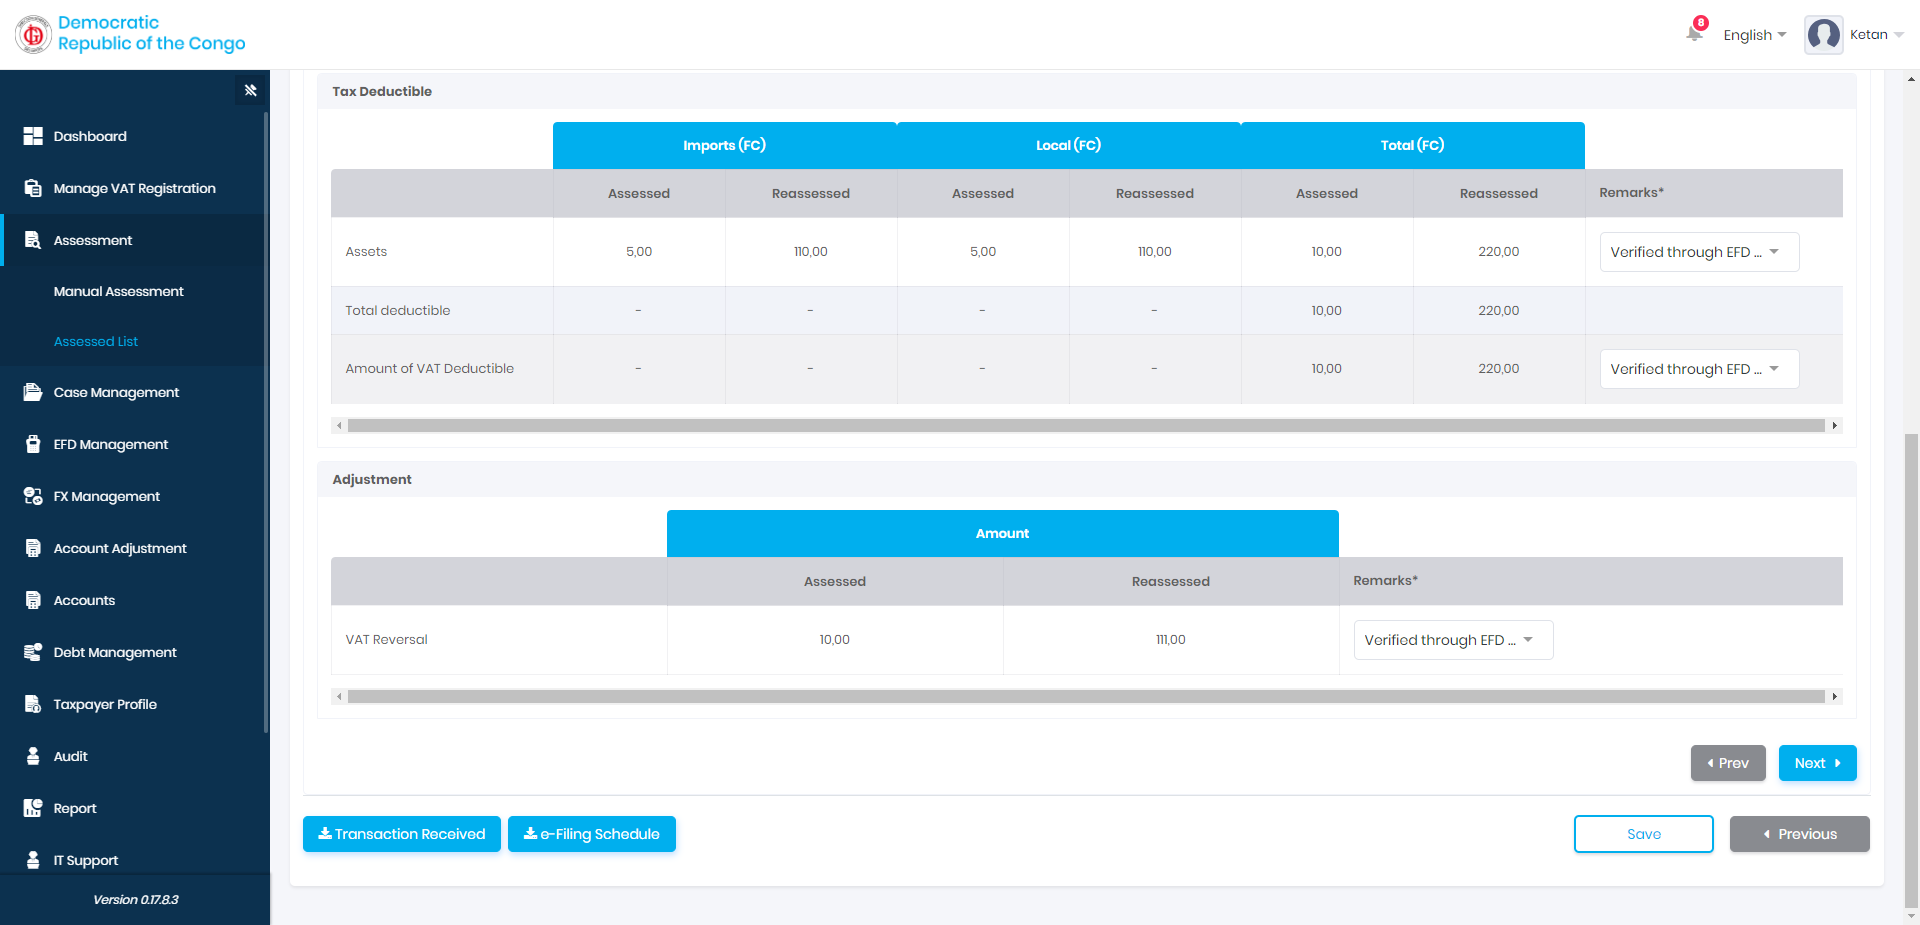 Democratic
Republic of the Congo
8
English
Ketan
Dashboard
Manage VAT Registration
Assessment
Manual Assessment
Assessed List
Case Management
EFD Management
FX Management
Account Adjustment
Accounts
Debt Management
Taxpayer Profile
Audit
Report
IT Support
Version 0.17.8.3
Tax Deductible
Imports (FC) Local (FC) Total (FC)
Assessed Reassessed Assessed Reassessed Assessed Reassessed Remarks*
Assets 5,00 110,00 5,00 110,00 10,00 220,00 Verified through EFD ...
Total deductible - - - - 10,00 220,00
Amount of VAT Deductible - - - - 10,00 220,00 Verified through EFD ...
Adjustment
Amount
Assessed Reassessed Remarks*
VAT Reversal 10,00 111,00 Verified through EFD ...
Prev Next
Transaction Received e-Filing Schedule Save Previous